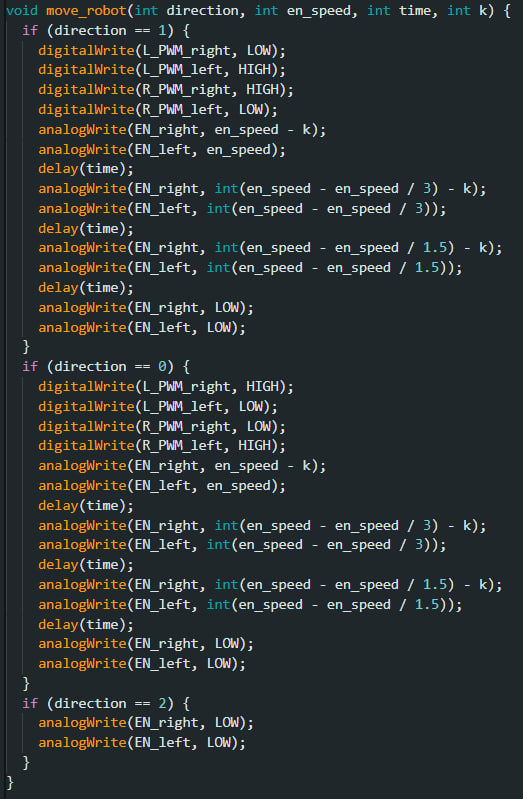 void move_robot(int direction, int en_speed, int time, int k) {
  if (direction == 1) {
    digitalWrite(L_PWM_right, LOW);
    digitalWrite(L_PWM_left, HIGH);
    digitalWrite(R_PWM_right, HIGH);
    digitalWrite(R_PWM_left, LOW);
    analogWrite(EN_right, en_speed - k);
    analogWrite(EN_left, en_speed);
    delay(time);
    analogWrite(EN_right, int(en_speed - en_speed / 3) - k);
    analogWrite(EN_left, int(en_speed - en_speed / 3));
    delay(time);
    analogWrite(EN_right, int(en_speed - en_speed / 1.5) - k);
    analogWrite(EN_left, int(en_speed - en_speed / 1.5));
    delay(time);
    analogWrite(EN_right, LOW);
    analogWrite(EN_left, LOW);
  }
  if (direction == 0) {
    digitalWrite(L_PWM_right, HIGH);
    digitalWrite(L_PWM_left, LOW);
    digitalWrite(R_PWM_right, LOW);
    digitalWrite(R_PWM_left, HIGH);
    analogWrite(EN_right, en_speed - k);
    analogWrite(EN_left, en_speed);
    delay(time);
    analogWrite(EN_right, int(en_speed - en_speed / 3) - k);
    analogWrite(EN_left, int(en_speed - en_speed / 3));
    delay(time);
    analogWrite(EN_right, int(en_speed - en_speed / 1.5) - k);
    analogWrite(EN_left, int(en_speed - en_speed / 1.5));
    delay(time);
    analogWrite(EN_right, LOW);
    analogWrite(EN_left, LOW);
  }
  if (direction == 2) {
    analogWrite(EN_right, LOW);
    analogWrite(EN_left, LOW);
  }
}